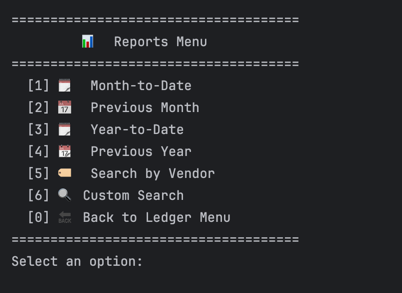 =====================================
📊 Reports Menu
=====================================
[1] 🗒️ Month-to-Date
[2] 📅 Previous Month
[3] 🗒️ Year-to-Date
[4] 📆 Previous Year
[5] 🏷️ Search by Vendor
[6] 🔍 Custom Search
[0] 🔙 Back to Ledger Menu
=====================================
Select an option: